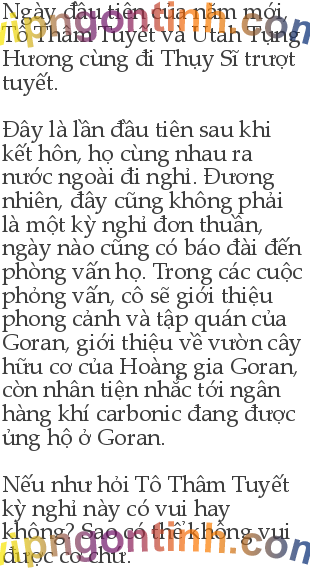 Ngày đầu tiên của năm mới,
Tô Thâm Tuyết và Utah Tụng
Hương cùng đi Thụy Sĩ trượt
tuyết.
Đây là lần đầu tiên sau khi
kết hôn, họ cùng nhau ra
nước ngoài đi nghỉ. Đương
nhiên, đây cũng không phải
là một kỳ nghỉ đơn thuần,
ngày nào cũng có báo đài đến
phòng vấn họ. Trong các cuộc
phỏng vấn, cô sẽ giới thiệu
phong cảnh và tập quán của
Goran, giới thiệu về vườn cây
hữu cơ của Hoàng gia Goran,
còn nhân tiện nhắc tới ngân
hàng khí carbonic đang được
ủng hộ ở Goran.
Nếu như hỏi Tô Thâm Tuyết
kỳ nghỉ này có vui hay
không? Sao có thể không vui
được cơ chứ.
vipngontinh.com
vipngontinh.com